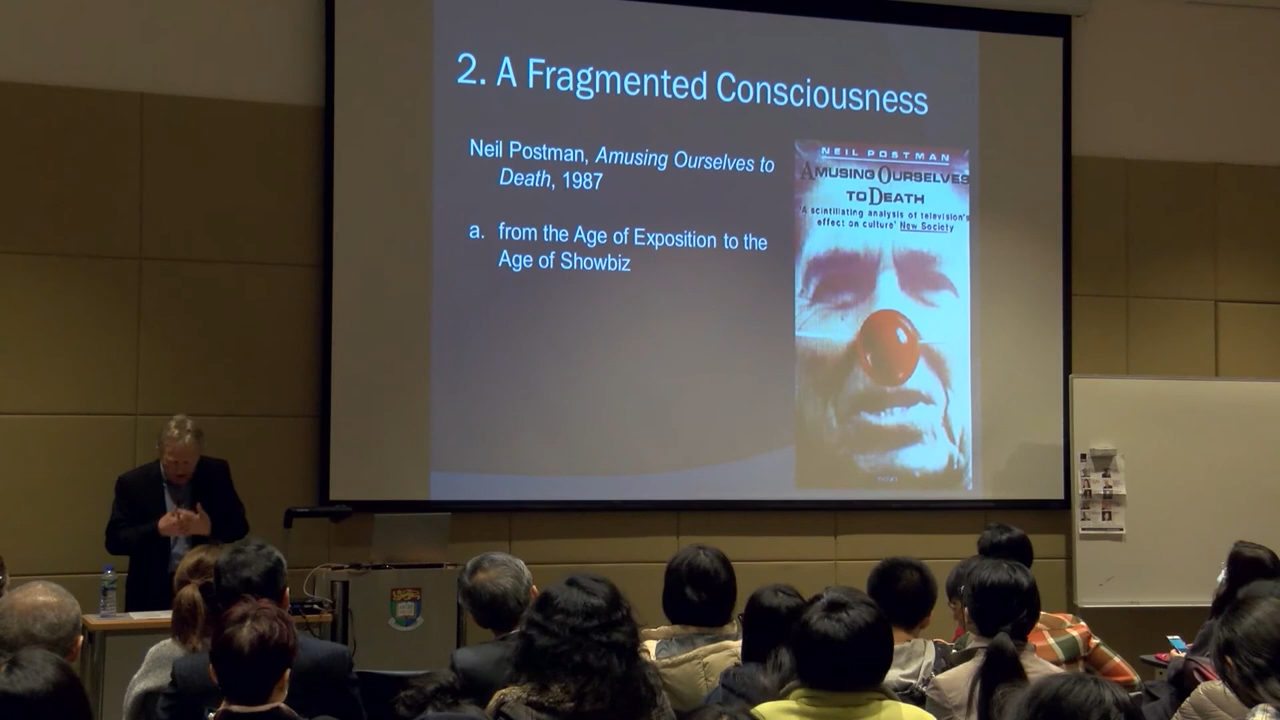 2. A Fragmented Consciousness
Neil Postman, Amusing Ourselves to
Death, 1987
a. from the Age of Exposition to the
Age of Showbiz
NEIL POSTMAN
AMUSING OURSELVES
TO DEATH
'A scintillating analysis of television's
effect on culture' New Society